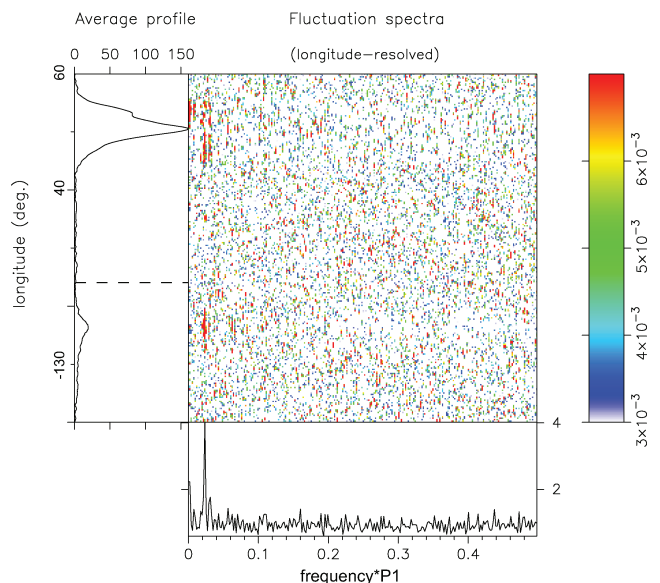 Average profile
Fluctuation spectra
0 50 100 150
(longitude-resolved)
60
40
-130
longitude (deg.)
6×10⁻³
5×10⁻³
4×10⁻³
3×10⁻³
4
2
0 0.1 0.2 0.3 0.4
frequency*P1